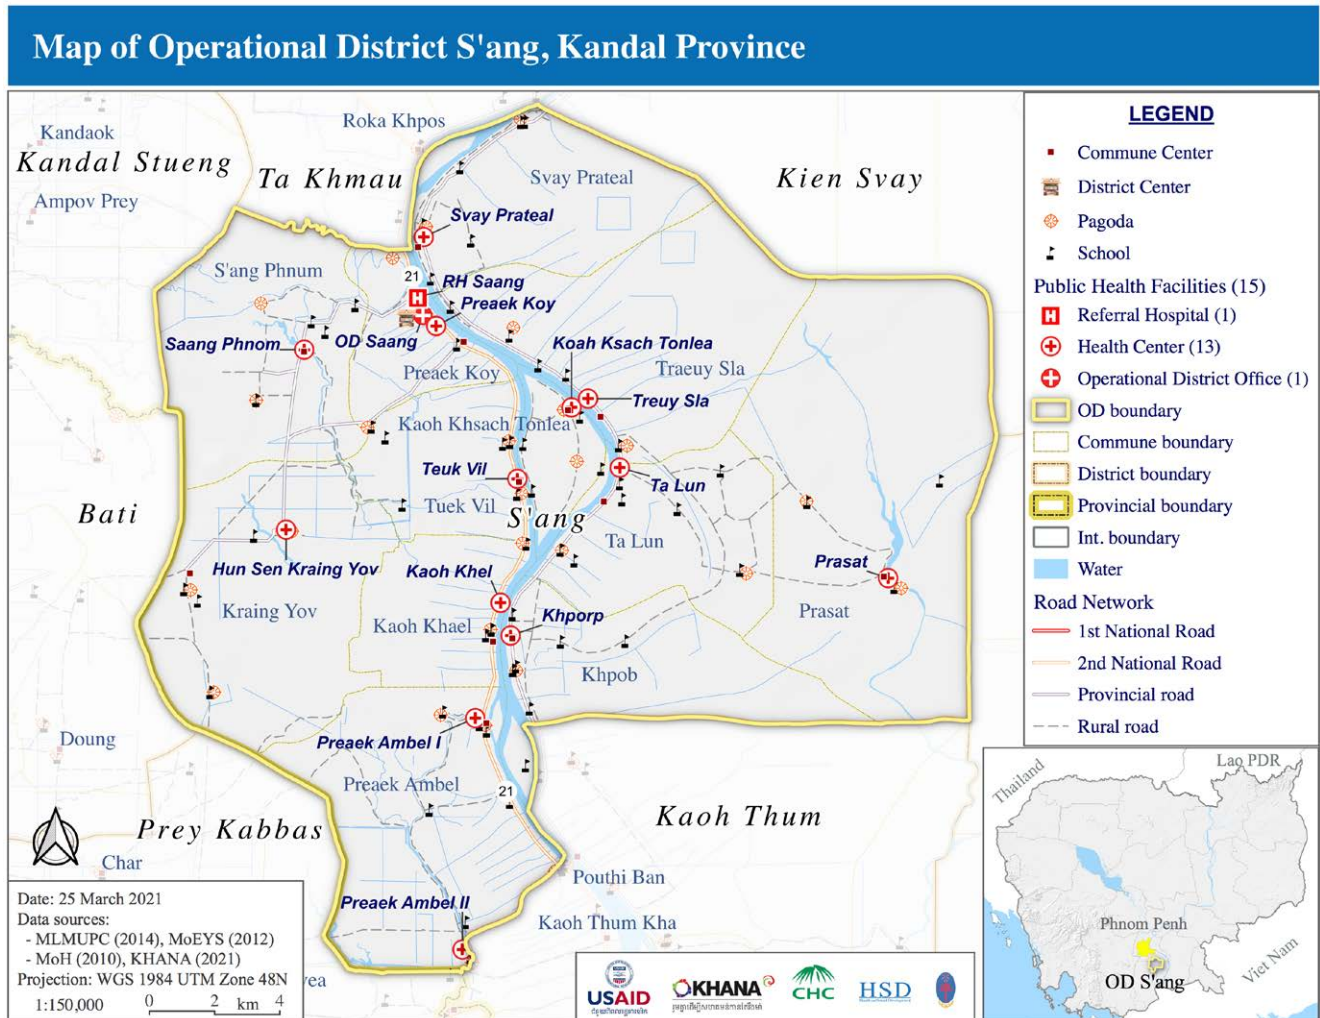 Map of Operational District S'ang, Kandal Province
Roka Khpos
Kandaok
Kandal Stueng
Ta Khmau
Ampov Prey
Svay Prateal
Kien Svay
Svay Prateal
S'ang Phnum
21
RH Saang
Preaek Koy
Saang Phnom
OD Saang
Koah Ksach Tonlea
Preaek Koy
Traeuy Sla
Treuy Sla
Kaoh Khsach Tonlea
Teuk Vil
Ta Lun
Tuek Vil
Bati
S'ang
Ta Lun
Prasat
Hun Sen Kraing Yov
Kaoh Khel
Kraing Yov
Kaoh Khael
Khporp
Prasat
Khpob
Doung
Preaek Ambel I
Preaek Ambel
21
Prey Kabbas
Kaoh Thum
Char
Pouthi Ban
Preaek Ambel II
Kaoh Thum Kha
vea
LEGEND
Commune Center
District Center
Pagoda
School
Public Health Facilities (15)
Referral Hospital (1)
Health Center (13)
Operational District Office (1)
OD boundary
Commune boundary
District boundary
Provincial boundary
Int. boundary
Water
Road Network
1st National Road
2nd National Road
Provincial road
Rural road
Thailand
Lao PDR
Phnom Penh
Viet Nam
OD S'ang
Date: 25 March 2021
Data sources:
- MLMUPC (2014), MoEYS (2012)
- MoH (2010), KHANA (2021)
Projection: WGS 1984 UTM Zone 48N
1:150,000
0 2 km 4
USAID
KHANA
CHC
HSD